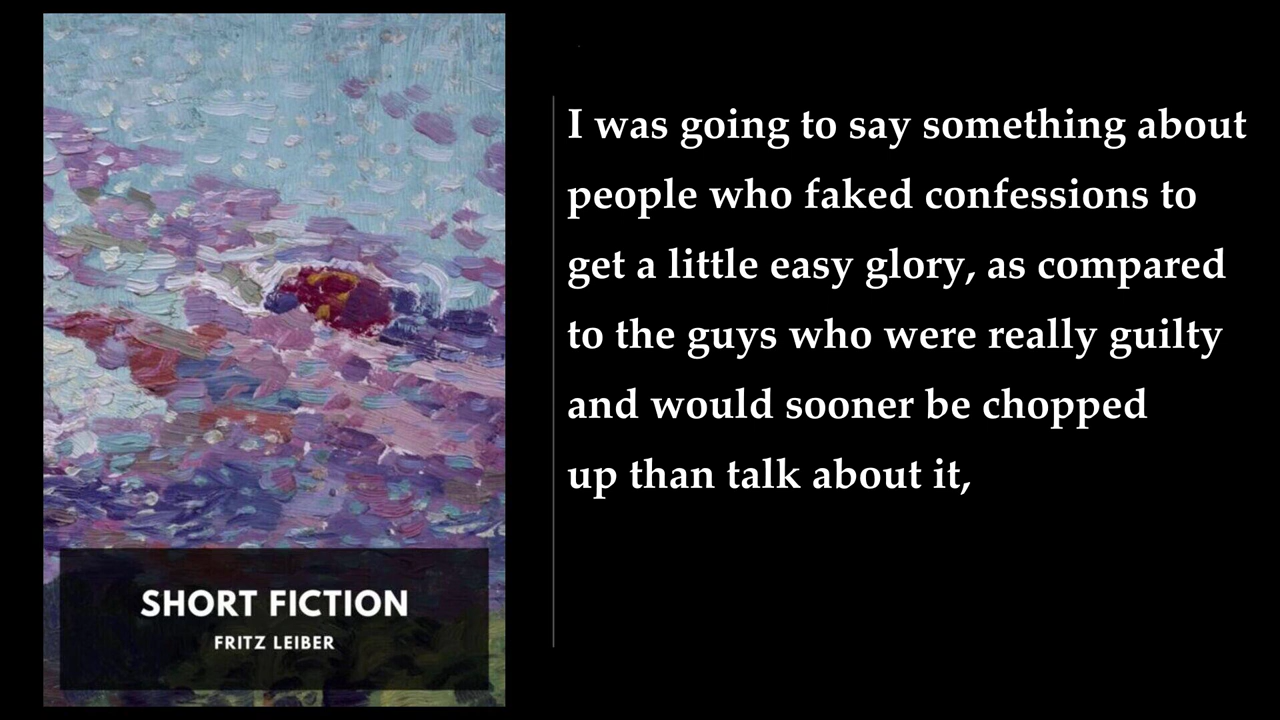 SHORT FICTION
FRITZ LEIBER
I was going to say something about
people who faked confessions to
get a little easy glory, as compared
to the guys who were really guilty
and would sooner be chopped
up than talk about it,